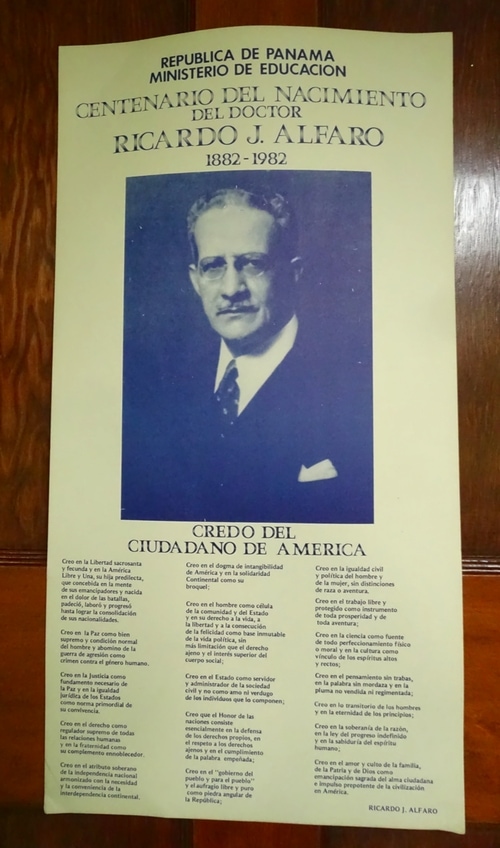 REPUBLICA DE PANAMA
MINISTERIO DE EDUCACION
CENTENARIO DEL NACIMIENTO
DEL DOCTOR
RICARDO J. ALFARO
1882-1982
CREDO DEL
CIUDADANO DE AMERICA
Creo en la Libertad sacrosanta
y fecunda y en la América
Libre y Una, su hija predilecta,
que concebida en la mente
de sus emancipadores y nacida
en el dolor de las batallas,
padeció, laboró y progresó
hasta lograr la consolidación
de sus nacionalidades.
Creo en la Paz como bien
supremo y condición normal
del hombre y abomino de la
guerra de agresión como
crimen contra el género humano.
Creo en la Justicia como
fundamento necesario de
la Paz y en la igualdad
jurídica de los Estados
como norma primordial de
su convivencia.
Creo en el derecho como
regulador supremo de todas
las relaciones humanas
y en la fraternidad como
su complemento ennoblecedor.
Creo en el atributo soberano
de la independencia nacional
armonizado con la necesidad
y la conveniencia de la
interdependencia continental.
Creo en el dogma de intangibilidad
de América y en la solidaridad
Continental como su
broquel;
Creo en el hombre como célula
de la comunidad y del Estado
y en su derecho a la vida, a
la libertad y a la consecución
de la felicidad como base inmutable
de la vida política, sin
más limitación que el derecho
ajeno y el interés superior del
cuerpo social;
Creo en el Estado como servidor
y administrador de la sociedad
civil y no como amo ni verdugo
de los individuos que lo componen;
Creo que el Honor de las
naciones consiste
esencialmente en la defensa
de los derechos propios, en
el respeto a los derechos
ajenos y en el cumplimiento
de la palabra empeñada;
Creo en el "gobierno del
pueblo y para el pueblo"
y el sufragio libre y puro
como piedra angular de
la República;
Creo en la igualdad civil
y política del hombre y
de la mujer, sin distinciones
de raza o aventura.
Creo en el trabajo libre y
protegido como instrumento
de toda prosperidad y de
toda aventura;
Creo en la ciencia como fuente
de todo perfeccionamiento físico
o moral y en la cultura como
vínculo de los espíritus altos
y rectos;
Creo en el pensamiento sin trabas,
en la palabra sin mordaza y en la
pluma no vendida ni regimentada;
Creo en lo transitorio de los hombres
y en la eternidad de los principios;
Creo en la soberanía de la razón,
en la ley del progreso indefinido
y en la sabiduría del espíritu
humano;
Creo en el amor y culto de la familia,
de la Patria y de Dios como
emancipación sagrada del alma ciudadana
e impulso prepotente de la civilización
en América.
RICARDO J. ALFARO